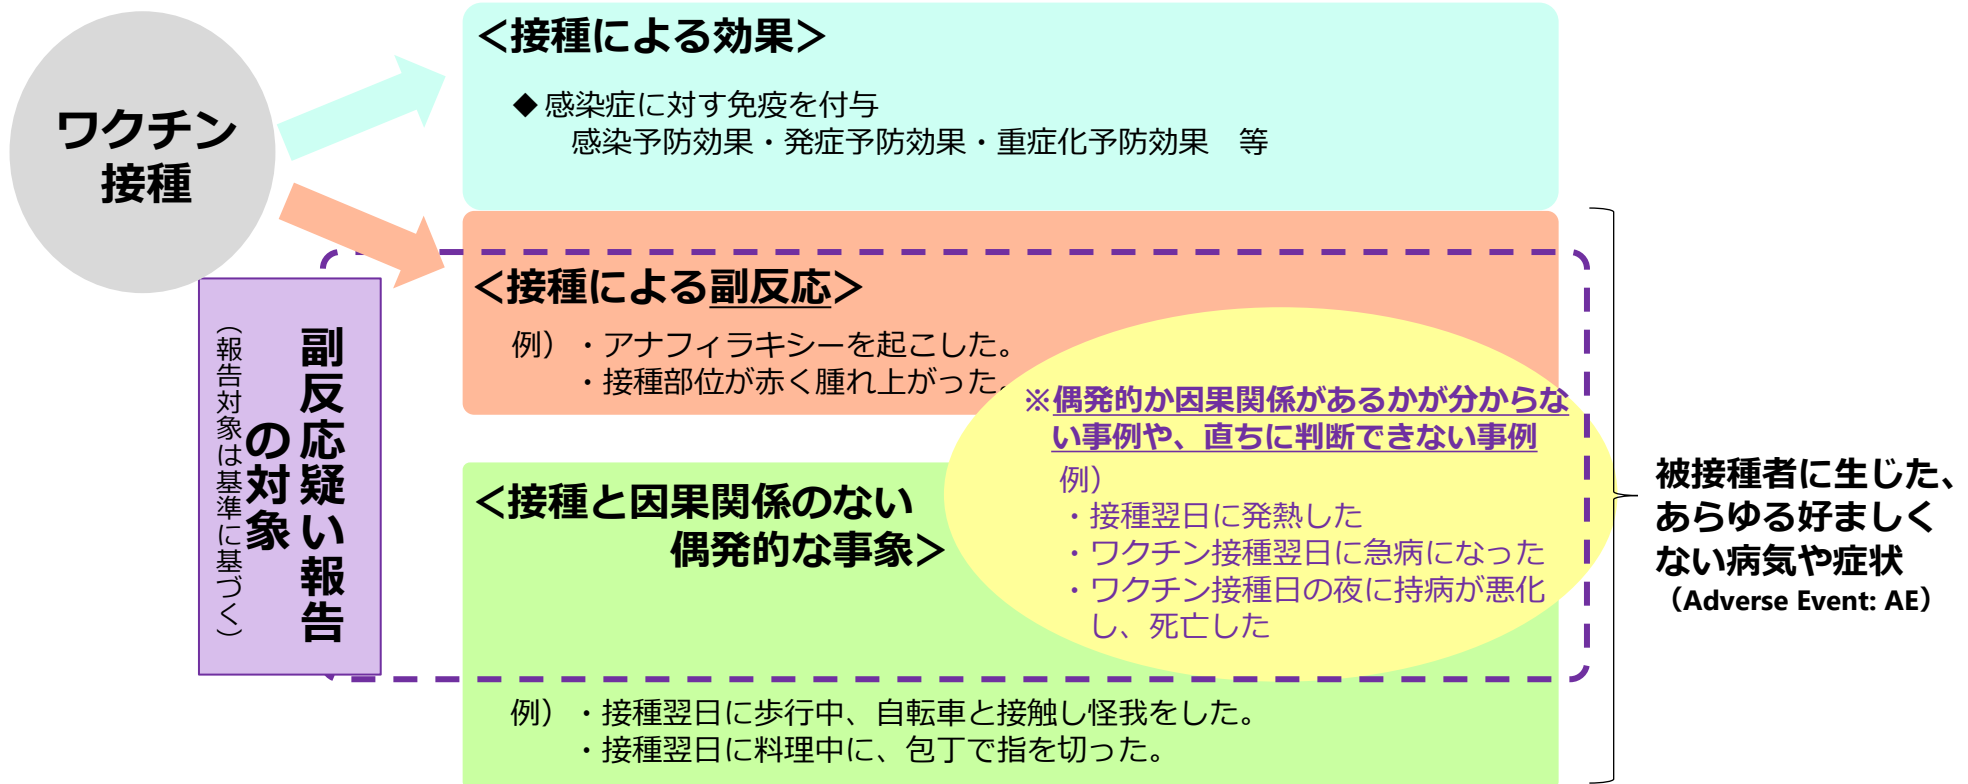 ワクチン
接種
＜接種による効果＞
◆感染症に対す免疫を付与
感染予防効果・発症予防効果・重症化予防効果　等
＜接種による副反応＞
例）・アナフィラキシーを起こした。
・接種部位が赤く腫れ上がった。
副反応疑い報告
の対象
（報告対象は基準に基づく）
※偶発的か因果関係があるかが分からな
い事例や、直ちに判断できない事例
例）
・接種翌日に発熱した
・ワクチン接種翌日に急病になった
・ワクチン接種日の夜に持病が悪化
し、死亡した
＜接種と因果関係のない
偶発的な事象＞
例）・接種翌日に歩行中、自転車と接触し怪我をした。
・接種翌日に料理中に、包丁で指を切った。
被接種者に生じた、
あらゆる好ましく
ない病気や症状
（Adverse Event: AE）